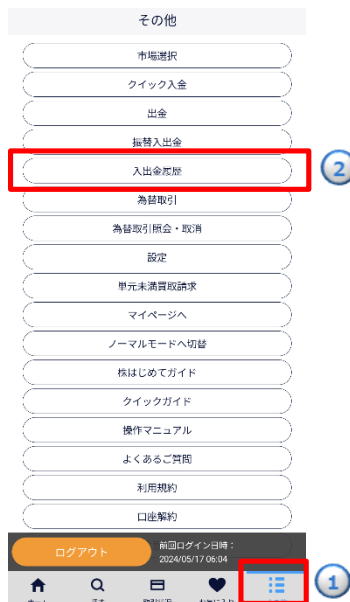 その他
市場選択
クイック入金
出金
振替入出金
入出金履歴
2
為替取引
為替取引照会・取消
設定
単元未満買取請求
マイページへ
ノーマルモードへ切替
株はじめてガイド
クイックガイド
操作マニュアル
よくあるご質問
利用規約
口座解約
ログアウト
前回ログイン日時：
2024/05/17 06:04
1